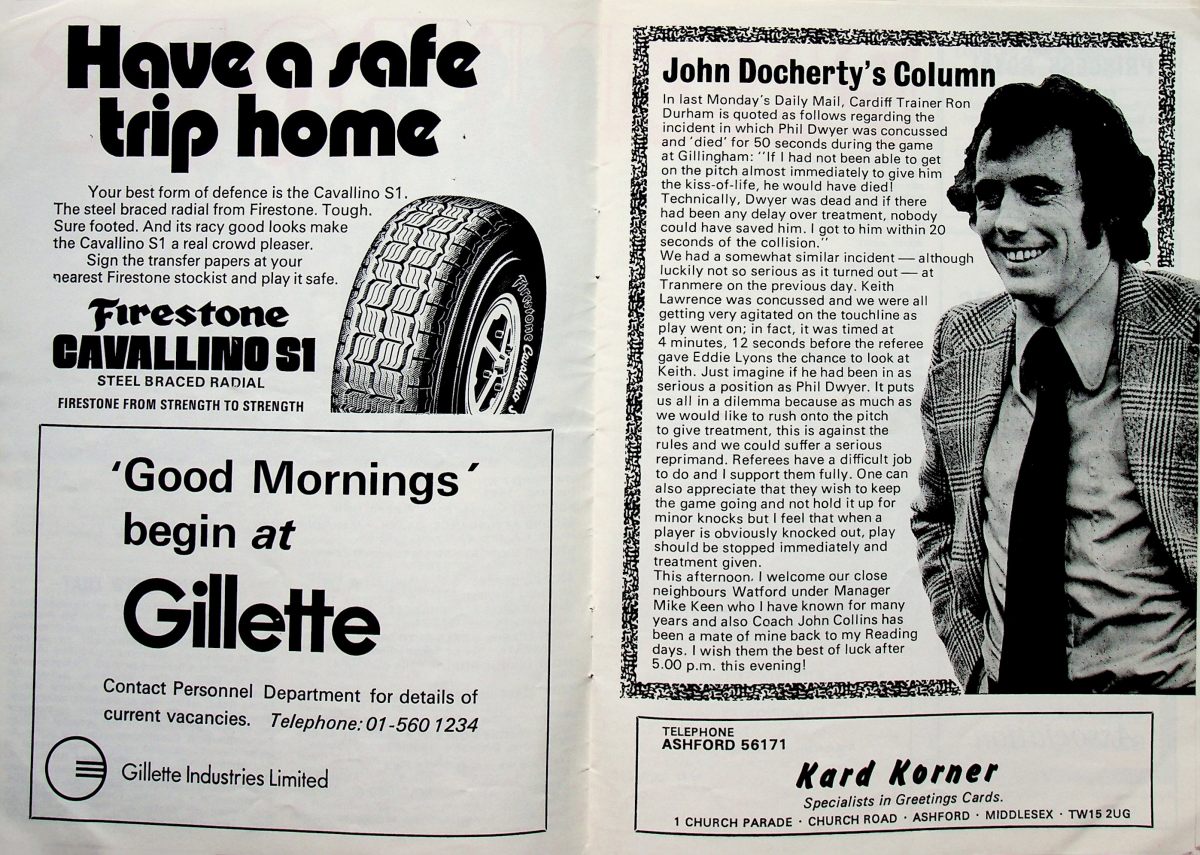 Have a safe
trip home
Your best form of defence is the Cavallino S1.
The steel braced radial from Firestone. Tough.
Sure footed. And its racy good looks make
the Cavallino S1 a real crowd pleaser.
Sign the transfer papers at your
nearest Firestone stockist and play it safe.
Firestone
CAVALLINO S1
STEEL BRACED RADIAL
FIRESTONE FROM STRENGTH TO STRENGTH
Firestone Cavallino S
'Good Mornings'
begin at
Gillette
Contact Personnel Department for details of
current vacancies. Telephone: 01-560 1234
Gillette Industries Limited
John Docherty's Column
In last Monday's Daily Mail, Cardiff Trainer Ron
Durham is quoted as follows regarding the
incident in which Phil Dwyer was concussed
and 'died' for 50 seconds during the game
at Gillingham: "If I had not been able to get
on the pitch almost immediately to give him
the kiss-of-life, he would have died!
Technically, Dwyer was dead and if there
had been any delay over treatment, nobody
could have saved him. I got to him within 20
seconds of the collision."
We had a somewhat similar incident — although
luckily not so serious as it turned out — at
Tranmere on the previous day. Keith
Lawrence was concussed and we were all
getting very agitated on the touchline as
play went on; in fact, it was timed at
4 minutes, 12 seconds before the referee
gave Eddie Lyons the chance to look at
Keith. Just imagine if he had been in as
serious a position as Phil Dwyer. It puts
us all in a dilemma because as much as
we would like to rush onto the pitch
to give treatment, this is against the
rules and we could suffer a serious
reprimand. Referees have a difficult job
to do and I support them fully. One can
also appreciate that they wish to keep
the game going and not hold it up for
minor knocks but I feel that when a
player is obviously knocked out, play
should be stopped immediately and
treatment given.
This afternoon, I welcome our close
neighbours Watford under Manager
Mike Keen who I have known for many
years and also Coach John Collins has
been a mate of mine back to my Reading
days. I wish them the best of luck after
5.00 p.m. this evening!
TELEPHONE
ASHFORD 56171
Kard Korner
Specialists in Greetings Cards.
1 CHURCH PARADE · CHURCH ROAD · ASHFORD · MIDDLESEX · TW15 2UG